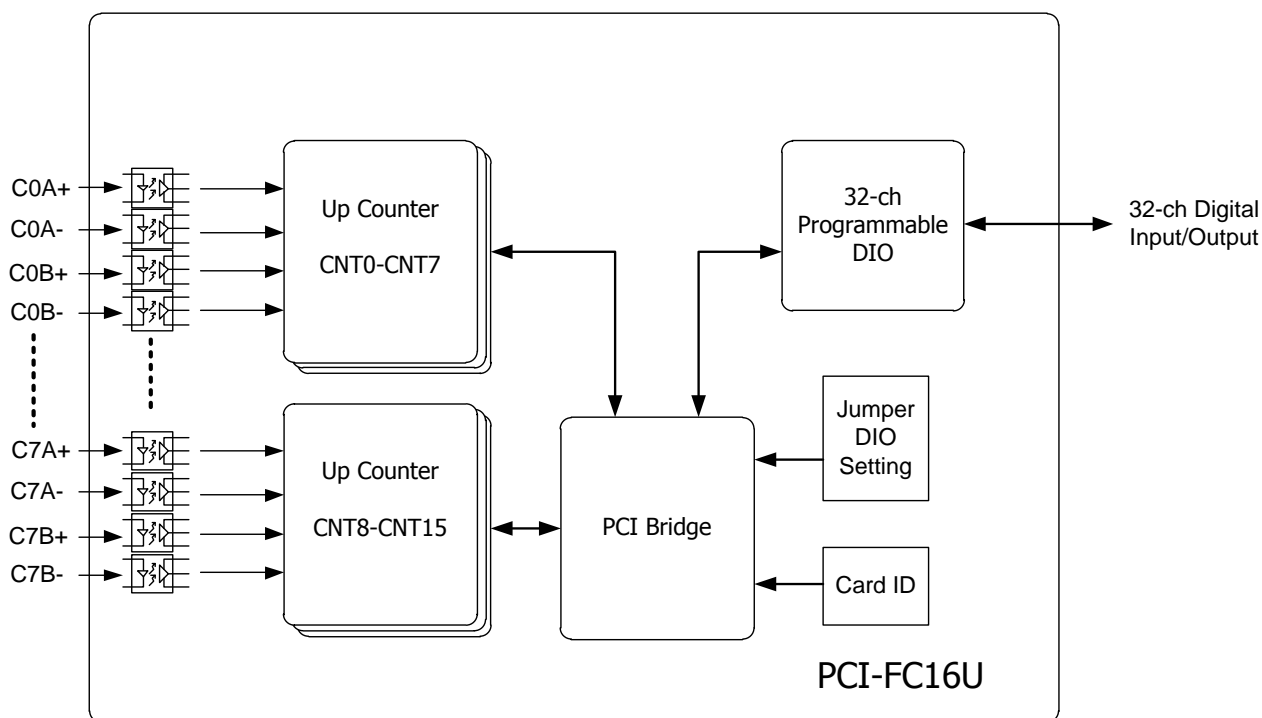 C0A+
C0A-
C0B+
C0B-
C7A+
C7A-
C7B+
C7B-
Up Counter
CNT0-CNT7
Up Counter
CNT8-CNT15
32-ch
Programmable
DIO
32-ch Digital
Input/Output
PCI Bridge
Jumper
DIO
Setting
Card ID
PCI-FC16U